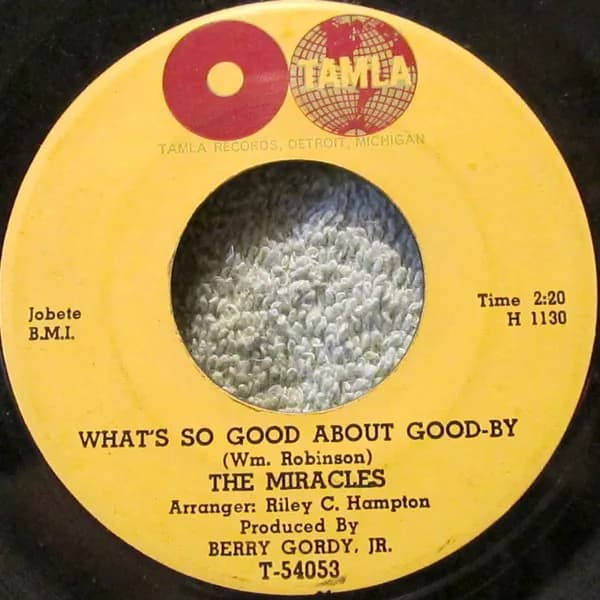 TAMLA
TAMLA RECORDS, DETROIT, MICHIGAN
Jobete
B.M.I.
Time 2:20
H 1130
WHAT'S SO GOOD ABOUT GOOD-BY
(Wm. Robinson)
THE MIRACLES
Arranger: Riley C. Hampton
Produced By
BERRY GORDY, JR.
T-54053